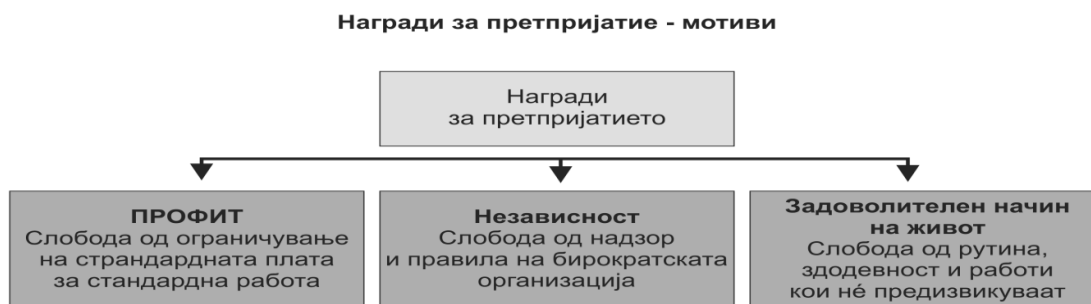 Награди за претпријатие - мотиви
Награди
за претпријатието
ПРОФИТ
Слобода од ограничување
на страндардната плата
за стандардна работа
Независност
Слобода од надзор
и правила на бирократската
организација
Задоволителен начин
на живот
Слобода од рутина,
здодевност и работи
кои нé предизвикуваат